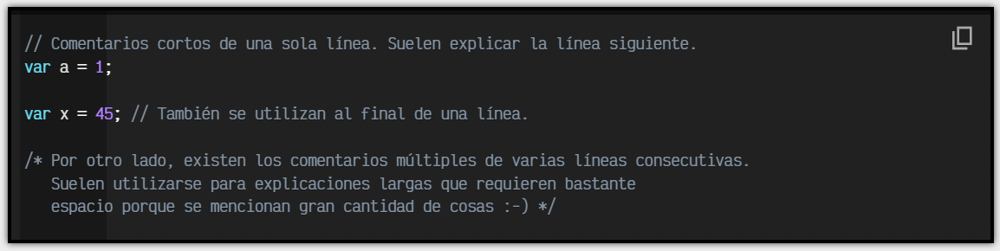 // Comentarios cortos de una sola línea. Suelen explicar la línea siguiente.
var a = 1;
var x = 45; // También se utilizan al final de una línea.
/* Por otro lado, existen los comentarios múltiples de varias líneas consecutivas.
Suelen utilizarse para explicaciones largas que requieren bastante
espacio porque se mencionan gran cantidad de cosas :-) */